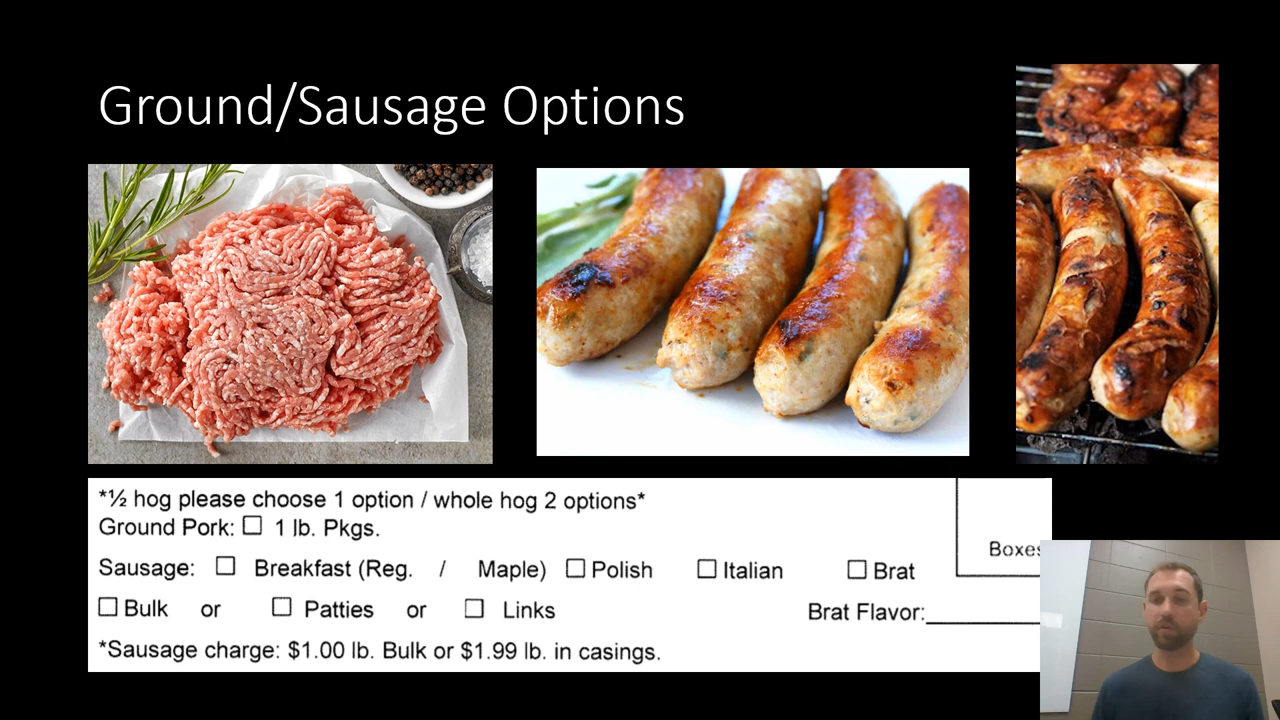 Ground/Sausage Options
*½ hog please choose 1 option / whole hog 2 options*
Ground Pork: ☐ 1 lb. Pkgs.
Boxes
Sausage: ☐ Breakfast (Reg. / Maple) ☐ Polish ☐ Italian ☐ Brat
☐ Bulk or ☐ Patties or ☐ Links Brat Flavor:
*Sausage charge: $1.00 lb. Bulk or $1.99 lb. in casings.